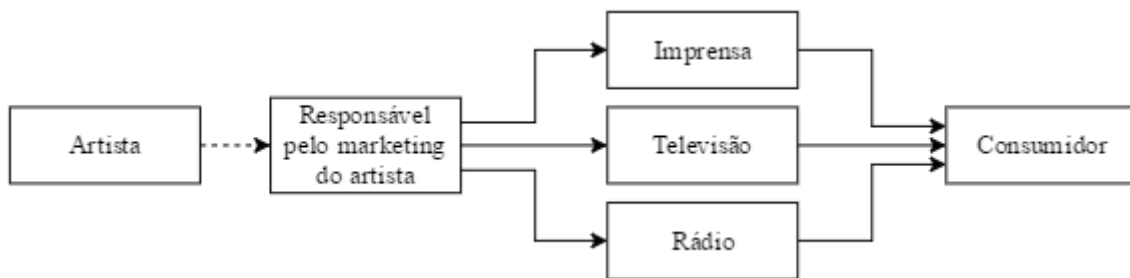 Artista
Responsável
pelo marketing
do artista
Imprensa
Televisão
Rádio
Consumidor